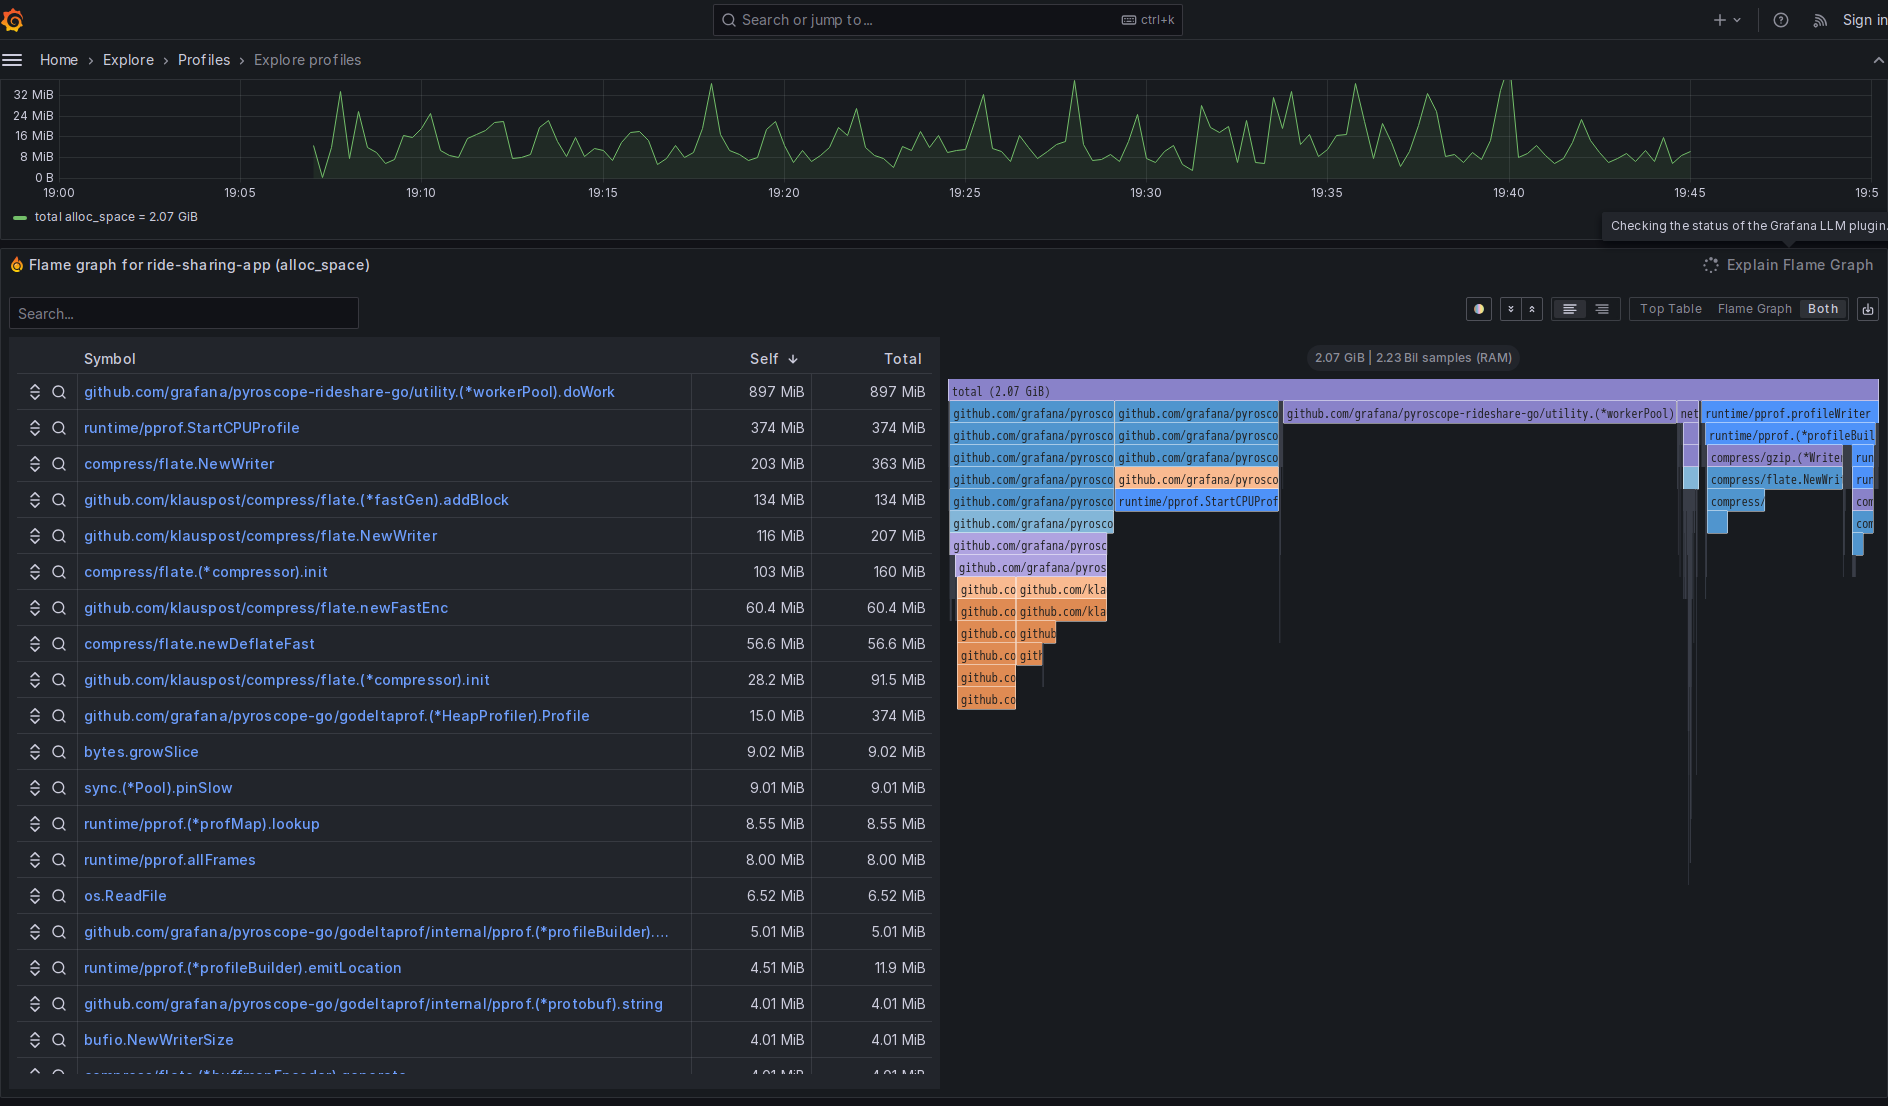 Search or jump to...
ctrl+k
Sign in
Home › Explore › Profiles › Explore profiles
32 MiB
24 MiB
16 MiB
8 MiB
0 B
19:00 19:05 19:10 19:15 19:20 19:25 19:30 19:35 19:40 19:45 19:5
total alloc_space = 2.07 GiB
Checking the status of the Grafana LLM plugin.
Flame graph for ride-sharing-app (alloc_space)
Explain Flame Graph
Search...
Top Table Flame Graph Both
Symbol Self Total
github.com/grafana/pyroscope-rideshare-go/utility.(*workerPool).doWork 897 MiB 897 MiB
runtime/pprof.StartCPUProfile 374 MiB 374 MiB
compress/flate.NewWriter 203 MiB 363 MiB
github.com/klauspost/compress/flate.(*fastGen).addBlock 134 MiB 134 MiB
github.com/klauspost/compress/flate.NewWriter 116 MiB 207 MiB
compress/flate.(*compressor).init 103 MiB 160 MiB
github.com/klauspost/compress/flate.newFastEnc 60.4 MiB 60.4 MiB
compress/flate.newDeflateFast 56.6 MiB 56.6 MiB
github.com/klauspost/compress/flate.(*compressor).init 28.2 MiB 91.5 MiB
github.com/grafana/pyroscope-go/godeltaprof.(*HeapProfiler).Profile 15.0 MiB 374 MiB
bytes.growSlice 9.02 MiB 9.02 MiB
sync.(*Pool).pinSlow 9.01 MiB 9.01 MiB
runtime/pprof.(*profMap).lookup 8.55 MiB 8.55 MiB
runtime/pprof.allFrames 8.00 MiB 8.00 MiB
os.ReadFile 6.52 MiB 6.52 MiB
github.com/grafana/pyroscope-go/godeltaprof/internal/pprof.(*profileBuilder).... 5.01 MiB 5.01 MiB
runtime/pprof.(*profileBuilder).emitLocation 4.51 MiB 11.9 MiB
github.com/grafana/pyroscope-go/godeltaprof/internal/pprof.(*protobuf).string 4.01 MiB 4.01 MiB
bufio.NewWriterSize 4.01 MiB 4.01 MiB
compress/flate.(*huffmanEncoder).generate 4.01 MiB 4.01 MiB
2.07 GiB | 2.23 Bil samples (RAM)
total (2.07 GiB)
github.com/grafana/pyrosco github.com/grafana/pyrosco github.com/grafana/pyroscope-rideshare-go/utility.(*workerPool) net runtime/pprof.profileWriter
github.com/grafana/pyrosco github.com/grafana/pyrosco runtime/pprof.(*profileBuil
github.com/grafana/pyrosco github.com/grafana/pyrosco compress/gzip.(*Writer run
github.com/grafana/pyrosco github.com/grafana/pyrosco compress/flate.NewWri run
github.com/grafana/pyrosco runtime/pprof.StartCPUProf compress/ com
github.com/grafana/pyrosco com
github.com/grafana/pyrosc
github.com/grafana/pyros
github.co github.com/kla
github.co github.com/kla
github.co github
github.co gith
github.co
github.co